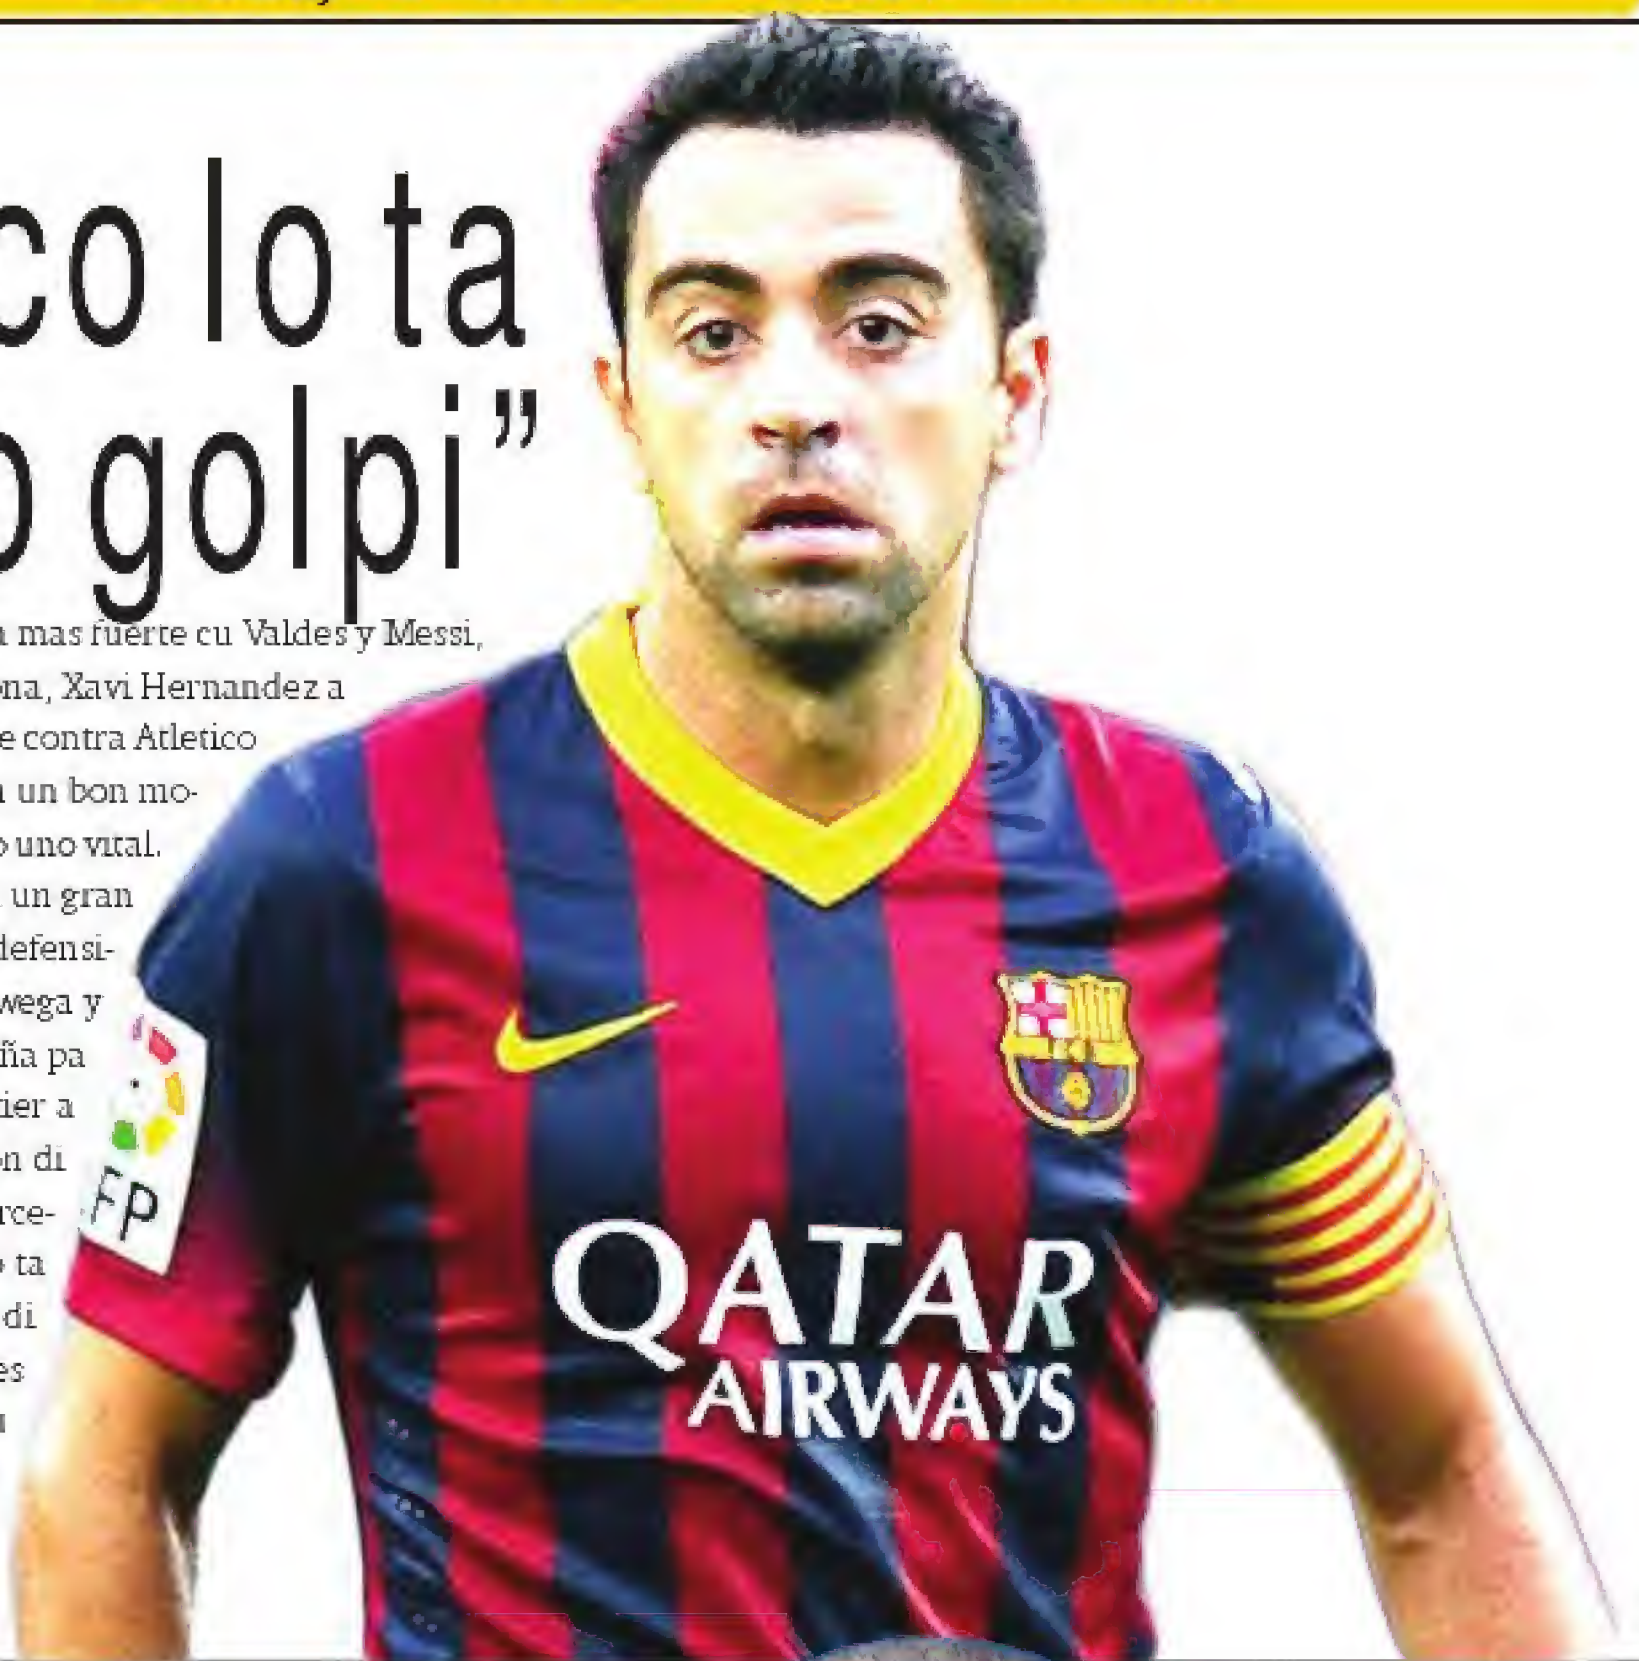 co lo ta
o golpi”
a mas fuerte cu Valdes y Messi,
ona, Xavi Hernandez a
e contra Atletico
un bon mo-
o uno vital.
un gran
defensi-
wega y
ña pa
tier a
on di
rce-
o ta
di
es
FP
QATAR
AIRWAYS